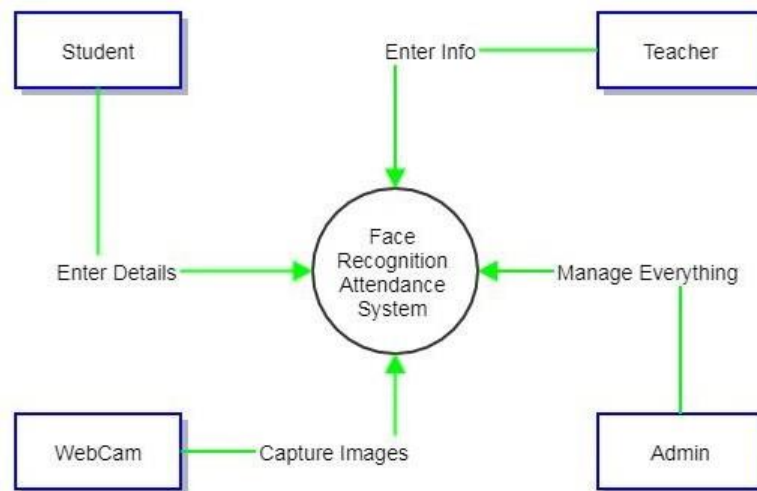 Student
Enter Info
Teacher
Face
Recognition
Attendance
System
Enter Details
Manage Everything
WebCam
Capture Images
Admin